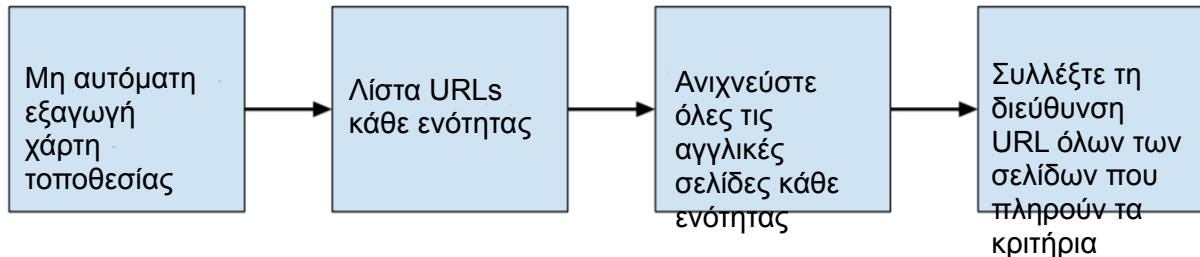 Μη αυτόματη
εξαγωγή
χάρτη
τοποθεσίας
Λίστα URLs
κάθε ενότητας
Ανιχνεύστε
όλες τις
αγγλικές
σελίδες κάθε
ενότητας
Συλλέξτε τη
διεύθυνση
URL όλων των
σελίδων που
πληρούν τα
κριτήρια